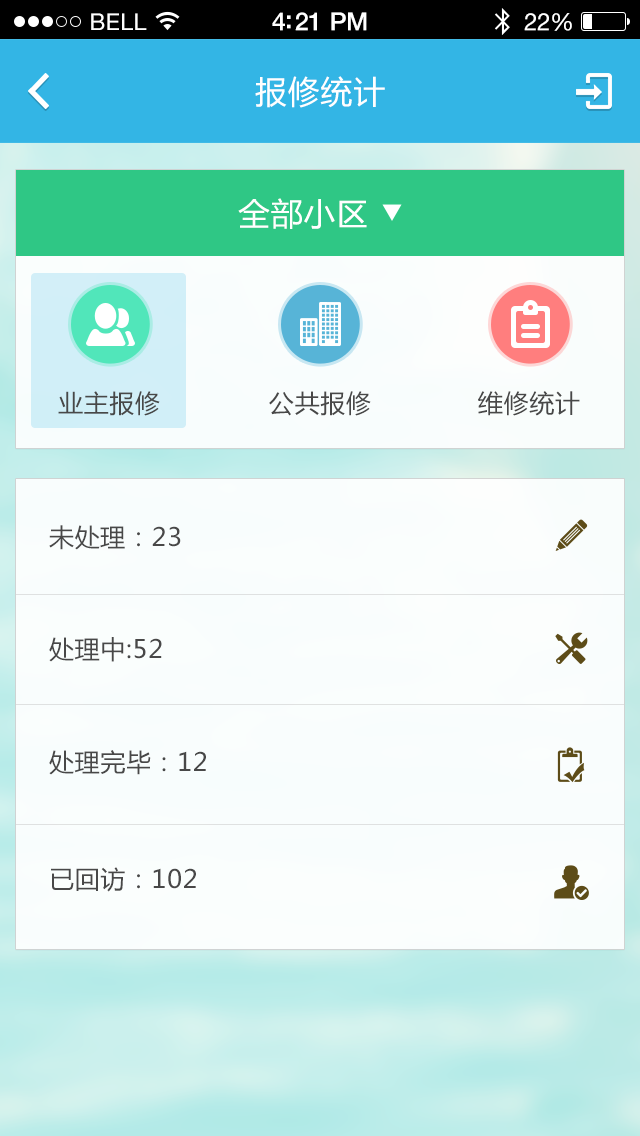 BELL 4:21 PM 22%
报修统计
全部小区 ▼
业主报修 公共报修 维修统计
未处理：23
处理中:52
处理完毕：12
已回访：102